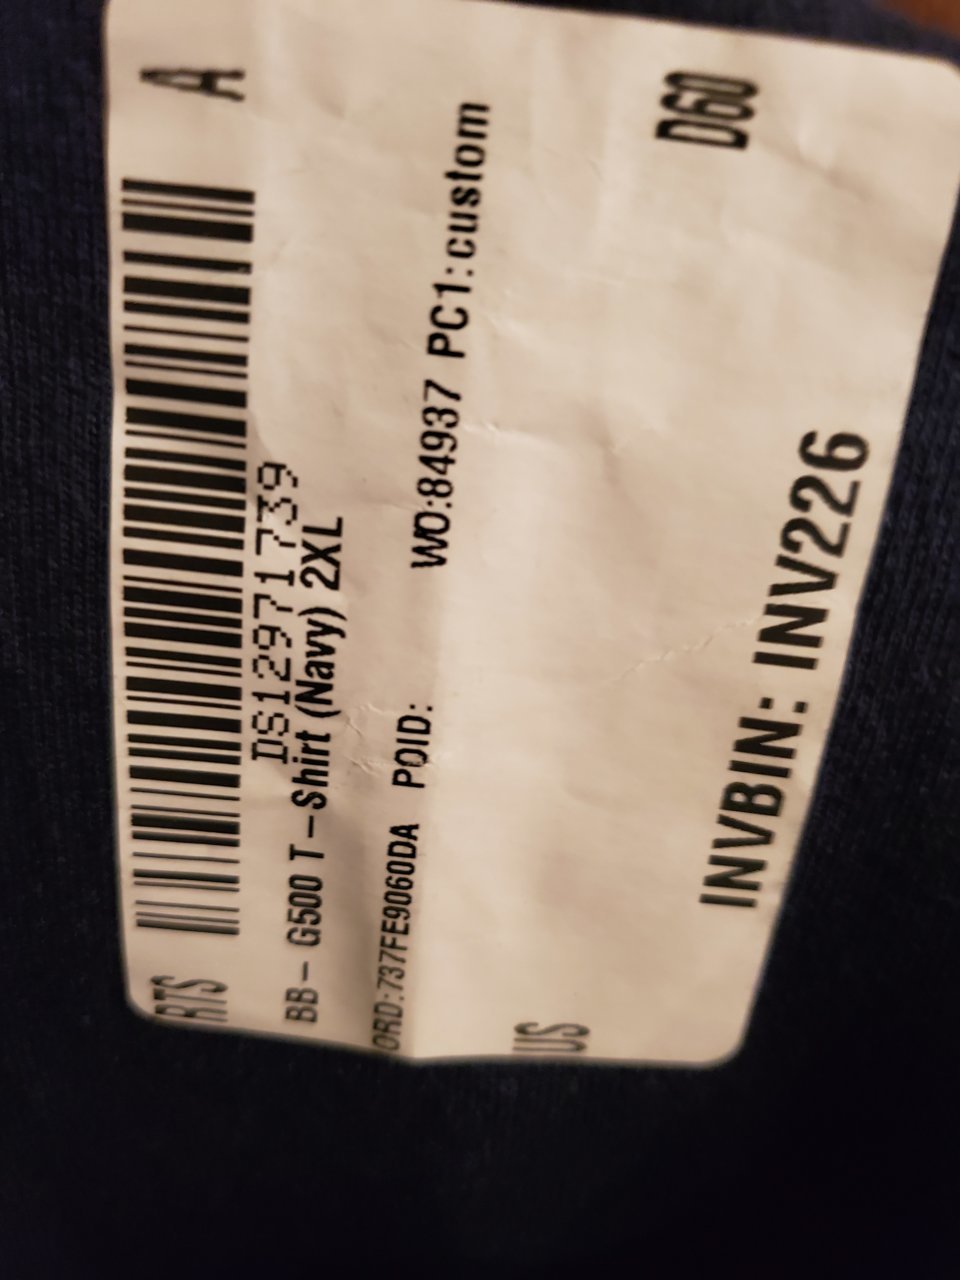 RTS A
DS12971739
BB- G500 T-Shirt (Navy) 2XL
ORD:737FE9060DA POID: WO:84937 PC1:custom
US D60
INVBIN: INV226